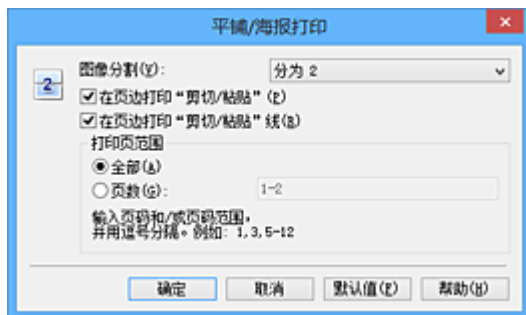 平铺/海报打印
图像分割(Y):
分为 2
2
在页边打印“剪切/粘贴”(P)
在页边打印“剪切/粘贴”线(B)
打印页范围
全部(A)
页数(G):
1-2
输入页码和/或页码范围，
并用逗号分隔。例如: 1,3,5-12
确定
取消
默认值(F)
帮助(H)